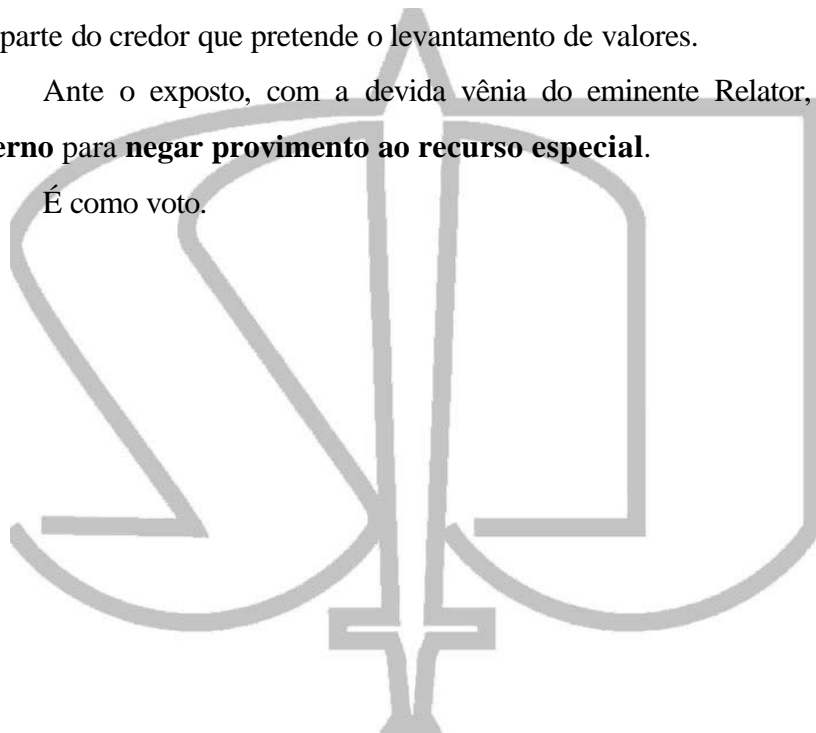 parte do credor que pretende o levantamento de valores.
Ante o exposto, com a devida vênia do eminente Relator,
erno para negar provimento ao recurso especial.
É como voto.